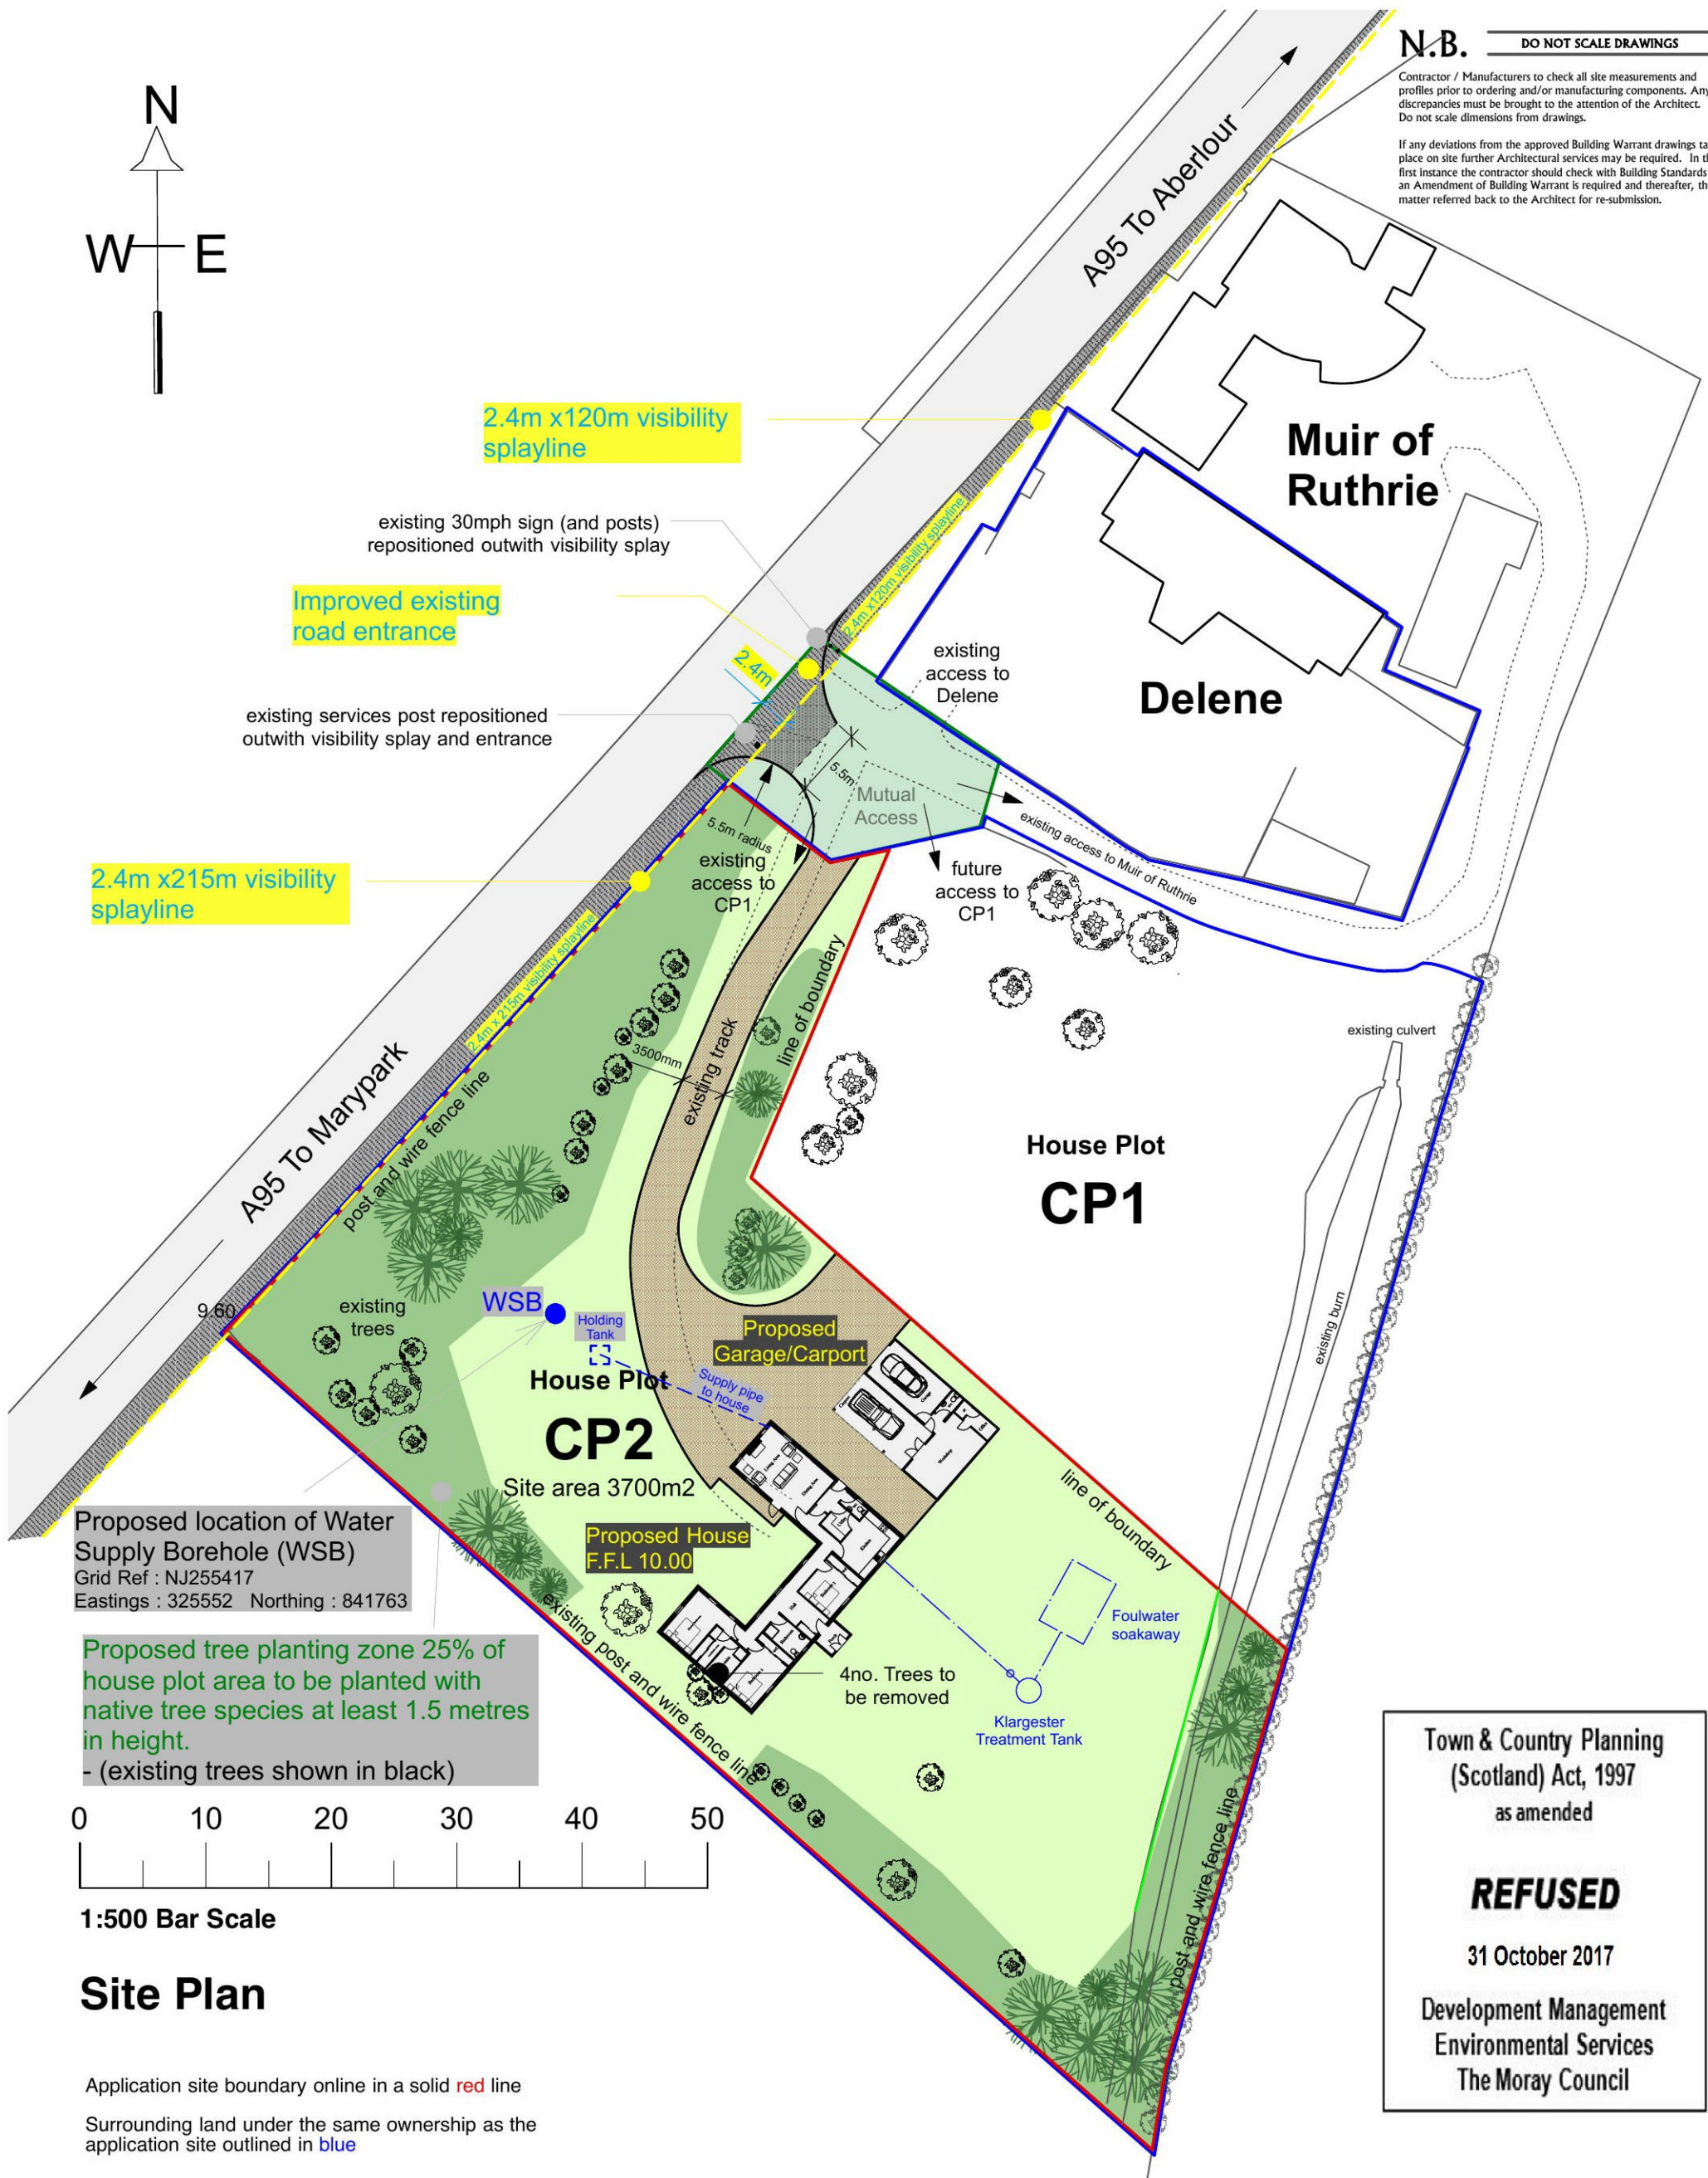 N
W E
N.B. DO NOT SCALE DRAWINGS
Contractor / Manufacturers to check all site measurements and
profiles prior to ordering and/or manufacturing components. Any
discrepancies must be brought to the attention of the Architect.
Do not scale dimensions from drawings.
If any deviations from the approved Building Warrant drawings ta
place on site further Architectural services may be required. In t
first instance the contractor should check with Building Standards
an Amendment of Building Warrant is required and thereafter, th
matter referred back to the Architect for re-submission.
A95 To Aberlour
2.4m x120m visibility
splayline
Muir of
Ruthrie
existing 30mph sign (and posts)
repositioned outwith visibility splay
2.4m x120m visibility splayline
Improved existing
road entrance
2.4m
existing
access to
Delene
Delene
existing services post repositioned
outwith visibility splay and entrance
5.5m
Mutual
Access
5.5m radius
existing access to Muir of Ruthrie
existing
access to
CP1
future
access to
CP1
2.4m x215m visibility
splayline
2.4m x 215m visibility splayline
line of boundary
existing culvert
3500mm
existing track
A95 To Marypark
post and wire fence line
House Plot
CP1
9.60
existing
trees
WSB
Holding
Tank
Proposed
Garage/Carport
existing burn
House Plot
Supply pipe
to house
CP2
Site area 3700m2
line of boundary
Proposed location of Water
Supply Borehole (WSB)
Grid Ref : NJ255417
Eastings : 325552 Northing : 841763
Proposed House
F.F.L 10.00
existing post and wire fence line
Foulwater
soakaway
4no. Trees to
be removed
Klargester
Treatment Tank
Proposed tree planting zone 25% of
house plot area to be planted with
native tree species at least 1.5 metres
in height.
- (existing trees shown in black)
post and wire fence line
0 10 20 30 40 50
1:500 Bar Scale
Site Plan
Application site boundary online in a solid red line
Surrounding land under the same ownership as the
application site outlined in blue
Town & Country Planning
(Scotland) Act, 1997
as amended
REFUSED
31 October 2017
Development Management
Environmental Services
The Moray Council